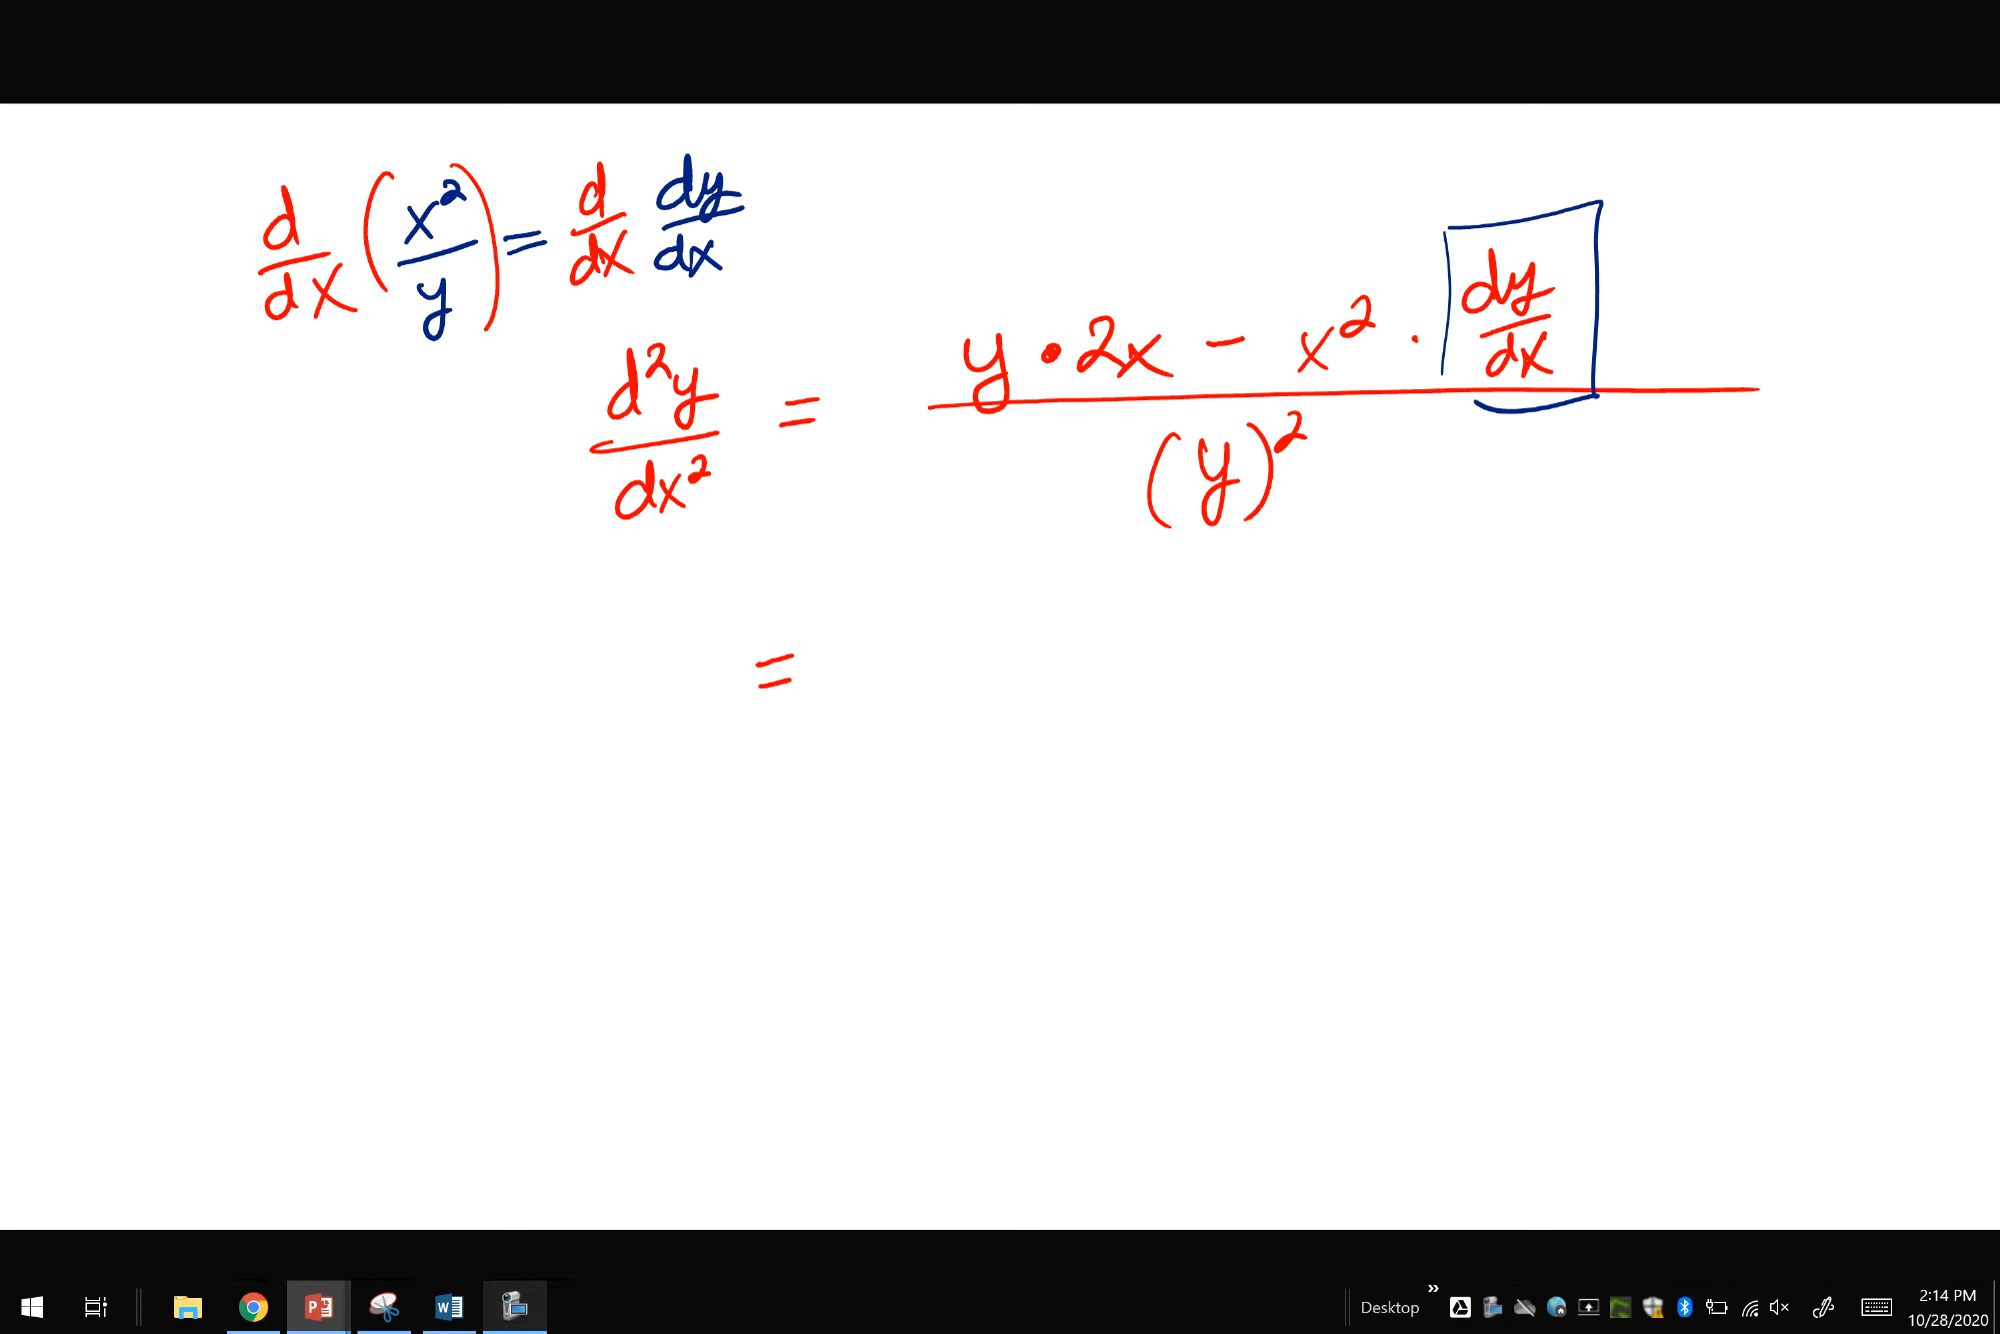 d/dx (x²/y) = d/dx dy/dx
d²y/dx² = (y · 2x − x² · dy/dx) / (y)²
=
Desktop
2:14 PM
10/28/2020